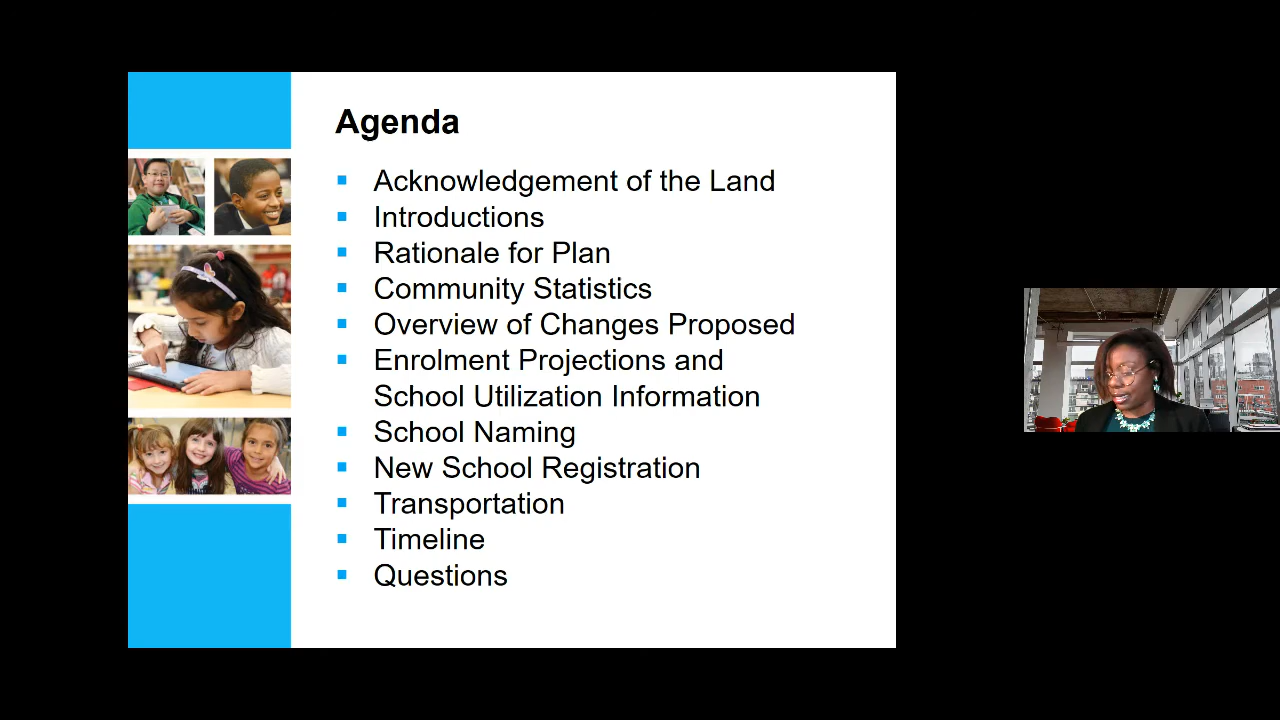 Agenda
Acknowledgement of the Land
Introductions
Rationale for Plan
Community Statistics
Overview of Changes Proposed
Enrolment Projections and
School Utilization Information
School Naming
New School Registration
Transportation
Timeline
Questions